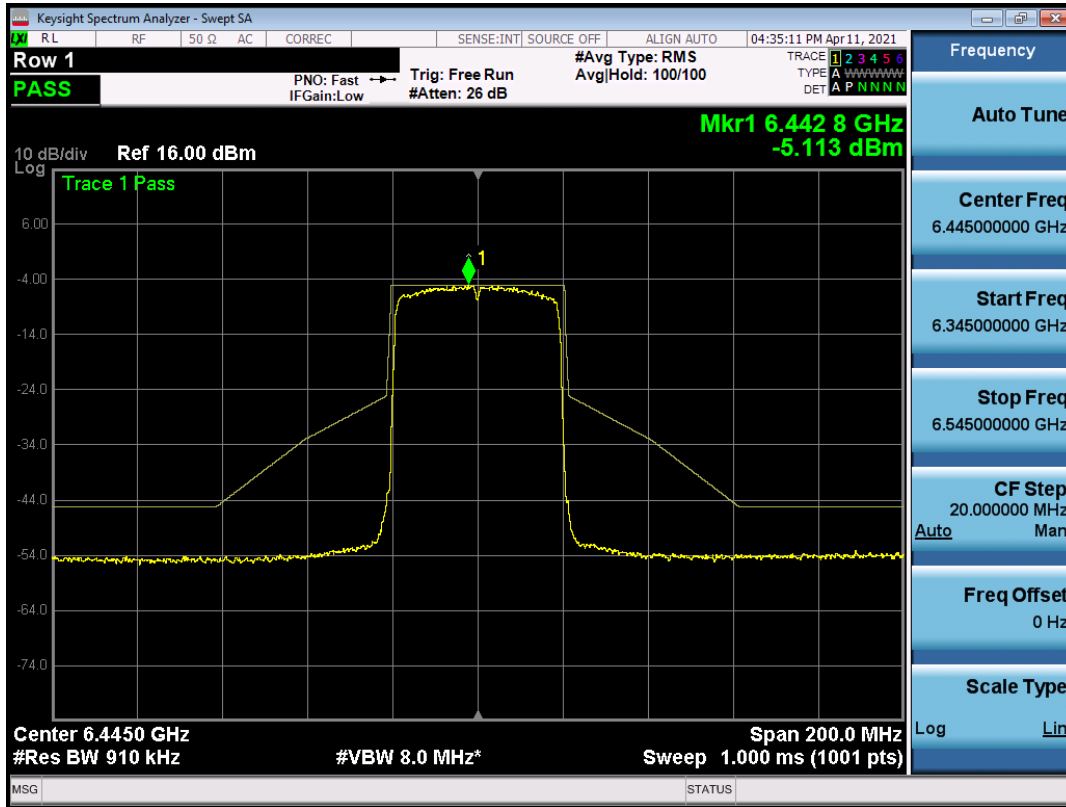 Keysight Spectrum Analyzer - Swept SA
LXI RL RF 50 Ω AC CORREC SENSE:INT SOURCE OFF ALIGN AUTO 04:35:11 PM Apr 11, 2021
Row 1
PASS
PNO: Fast
IFGain:Low
Trig: Free Run
#Atten: 26 dB
#Avg Type: RMS
Avg|Hold: 100/100
TRACE 1 2 3 4 5 6
TYPE A WWWWW
DET A P N N N N
Mkr1 6.442 8 GHz
-5.113 dBm
10 dB/div Ref 16.00 dBm
Log
Trace 1 Pass
1
6.00
-4.00
-14.0
-24.0
-34.0
-44.0
-54.0
-64.0
-74.0
Center 6.4450 GHz Span 200.0 MHz
#Res BW 910 kHz #VBW 8.0 MHz* Sweep 1.000 ms (1001 pts)
MSG STATUS
Frequency
Auto Tune
Center Freq
6.445000000 GHz
Start Freq
6.345000000 GHz
Stop Freq
6.545000000 GHz
CF Step
20.000000 MHz
Auto Man
Freq Offset
0 Hz
Scale Type
Log Lin